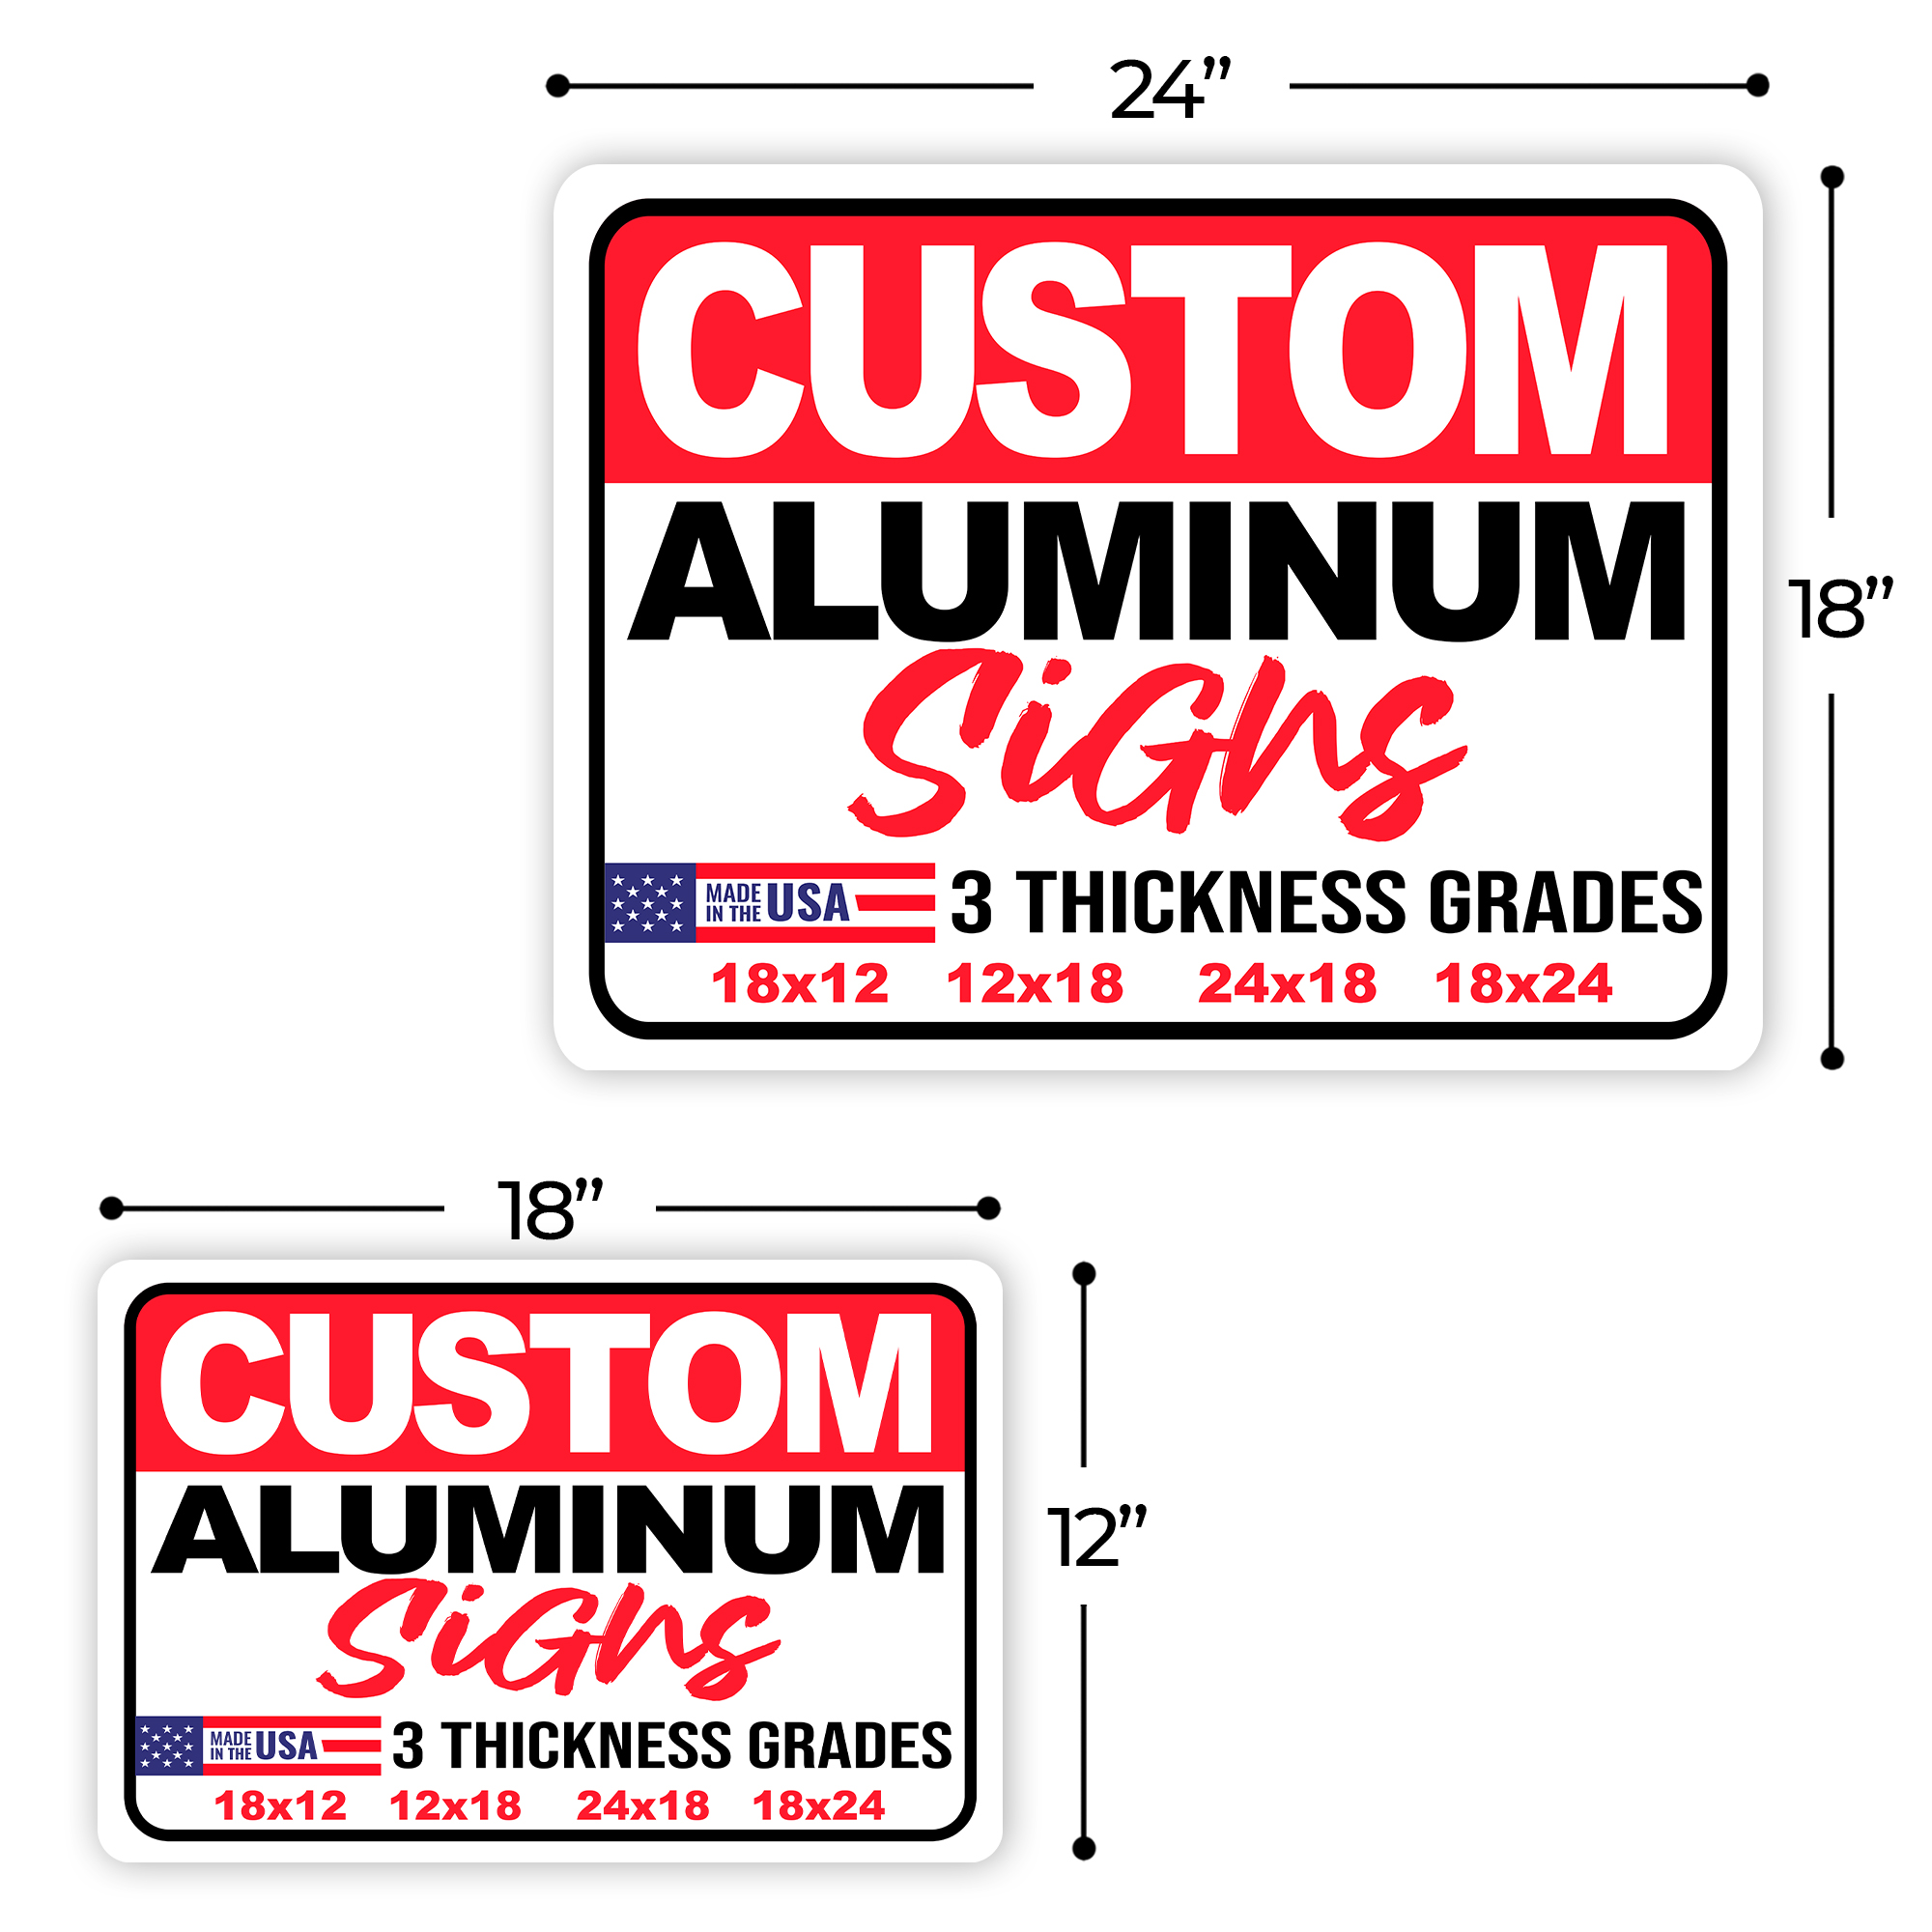 24”
CUSTOM
ALUMINUM
18”
SiGns
MADE IN THE USA 3 THICKNESS GRADES
18x12 12x18 24x18 18x24
18”
CUSTOM
ALUMINUM
12”
SiGns
MADE IN THE USA 3 THICKNESS GRADES
18x12 12x18 24x18 18x24